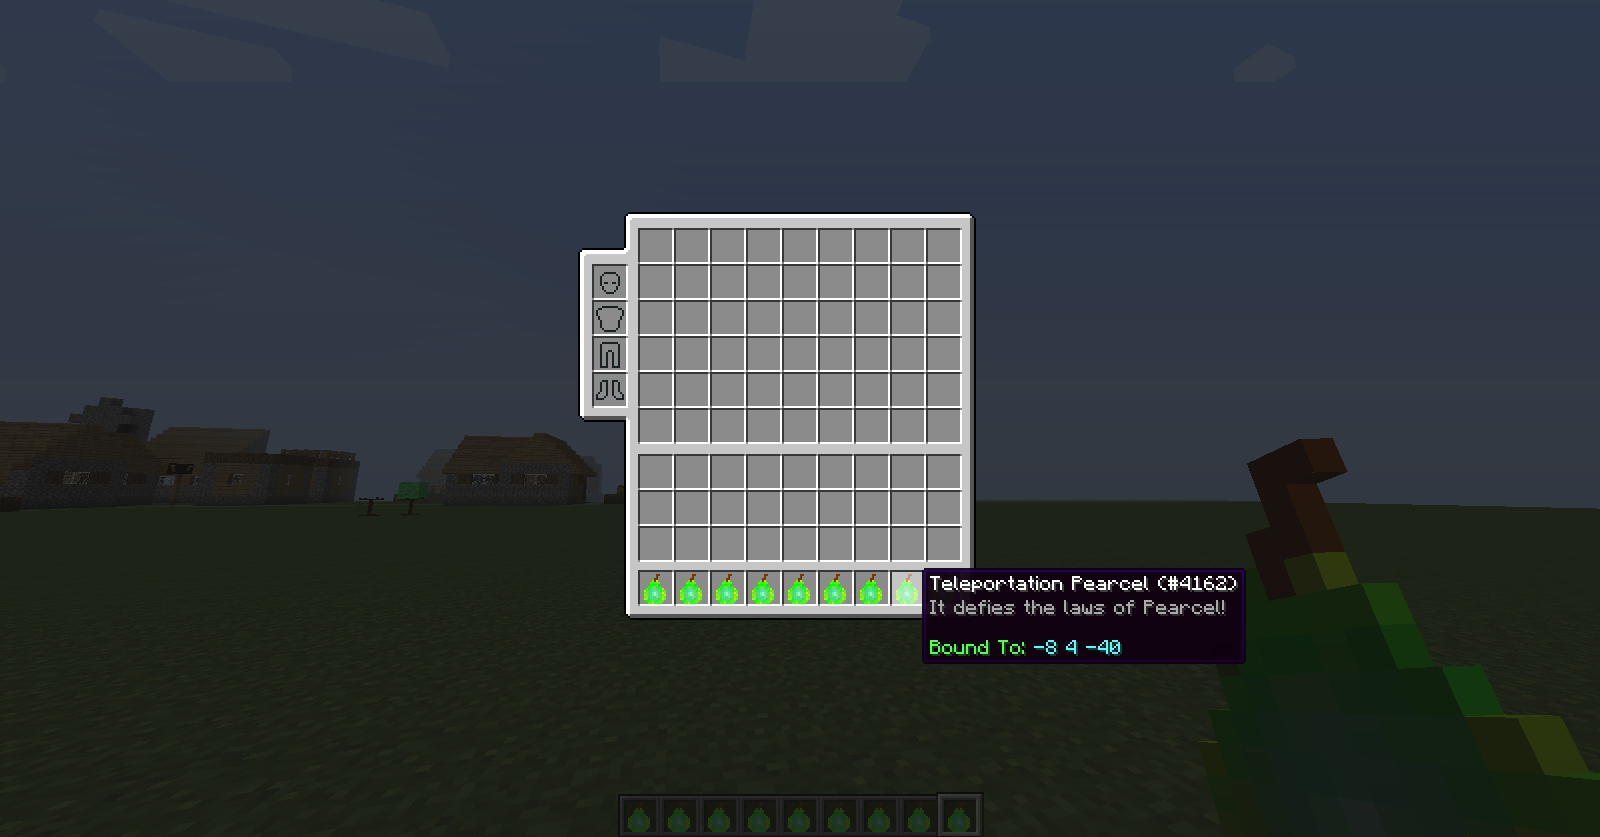 Teleportation Pearcel (#4162)
It defies the laws of Pearcel!
Bound To: -8 4 -40